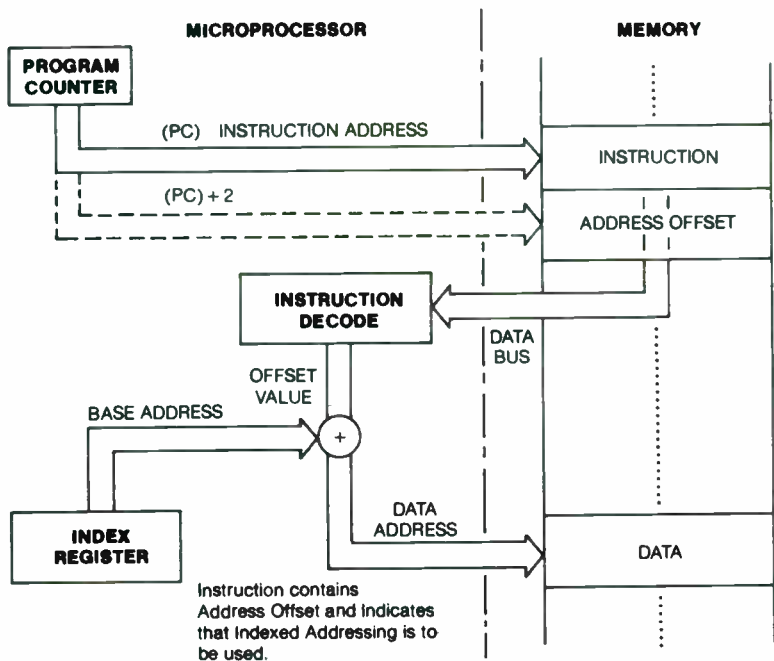 MICROPROCESSOR
MEMORY
PROGRAM
COUNTER
(PC) INSTRUCTION ADDRESS
INSTRUCTION
(PC) + 2
ADDRESS OFFSET
INSTRUCTION
DECODE
DATA
BUS
OFFSET
VALUE
BASE ADDRESS
+
INDEX
REGISTER
DATA
ADDRESS
DATA
Instruction contains
Address Offset and Indicates
that Indexed Addressing is to
be used.